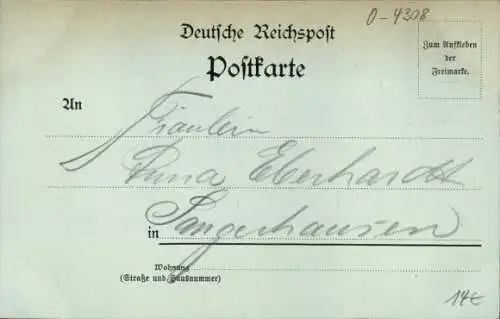 0-4308
Deutsche Reichspost
Postkarte
Zum Aufkleben
der
Freimarke.
An
Fräulein
Anna Eberhardt
Sangerhausen
in
Wohnung
(Straße und Hausnummer)
14€